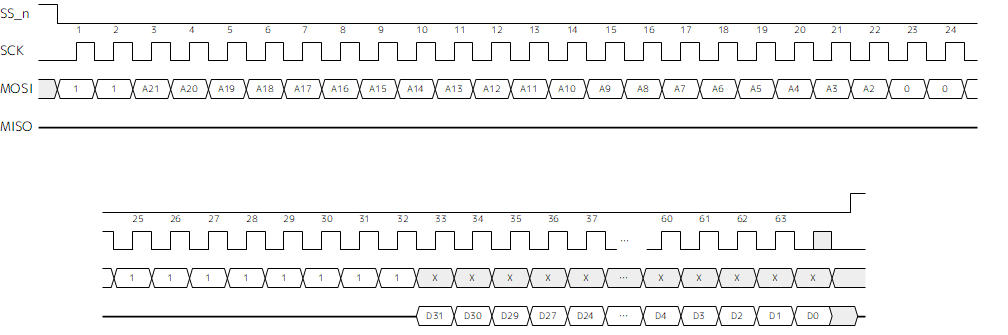 SS_n
1 2 3 4 5 6 7 8 9 10 11 12 13 14 15 16 17 18 19 20 21 22 23 24
SCK
MOSI 1 1 A21 A20 A19 A18 A17 A16 A15 A14 A13 A12 A11 A10 A9 A8 A7 A6 A5 A4 A3 A2 0 0
MISO
25 26 27 28 29 30 31 32 33 34 35 36 37 60 61 62 63
...
1 1 1 1 1 1 1 1 X X X X X ... X X X X X
D31 D30 D29 D27 D24 ... D4 D3 D2 D1 D0